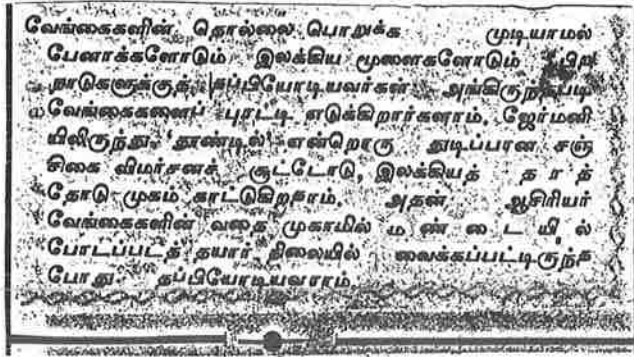 வேங்கைகளின் தொல்லை பொறுக்க முடியாமல்
பேனாக்களோடும் இலக்கிய மூளைகளோடும் பிற
நாடுகளுக்குத் தப்பியோடியவர்கள் அங்கிருந்தபடி
வேங்கைகளைப் புரட்டி எடுக்கிறார்களாம். ஜேர்மனி
யிலிருந்து 'தூண்டில்' என்றொரு துடிப்பான சஞ்
சிகை விமர்சனச் சூட்டோடு, இலக்கியத் தரத்
தோடு முகம் காட்டுகிறதாம். அதன் ஆசிரியர்
வேங்கைகளின் வதை முகாமில் மண்டையில்
போடப்படத் தயார் நிலையில் வைக்கப்பட்டிருந்த
போது தப்பியோடியவராம்.